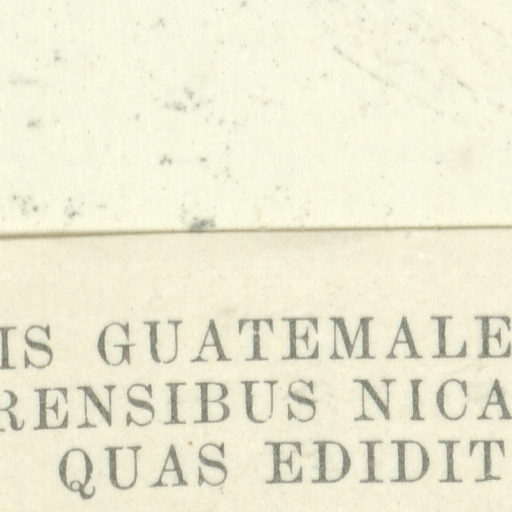 IS GUATEMALE
RENSIBUS NICA
QUAS EDIDIT